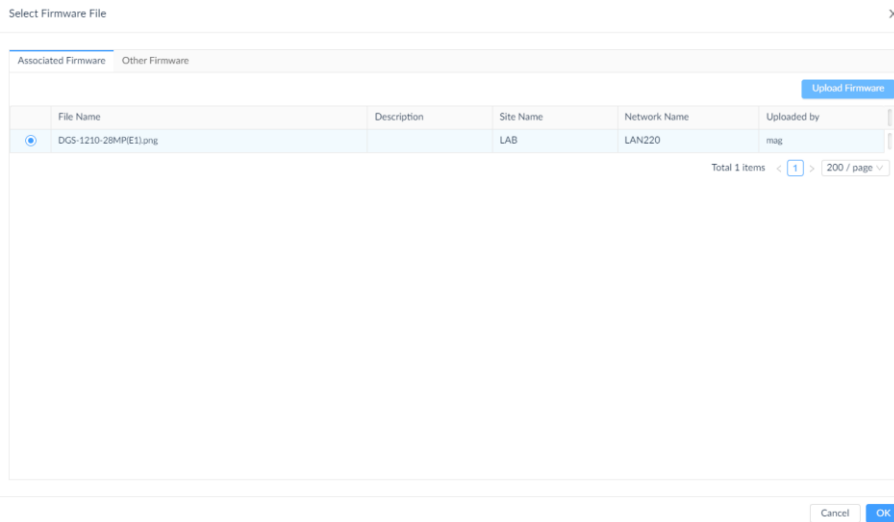 Select Firmware File
Associated Firmware Other Firmware
Upload Firmware
File Name Description Site Name Network Name Uploaded by
DGS-1210-28MP(E1).png LAB LAN220 mag
Total 1 items < 1 > 200 / page
Cancel OK